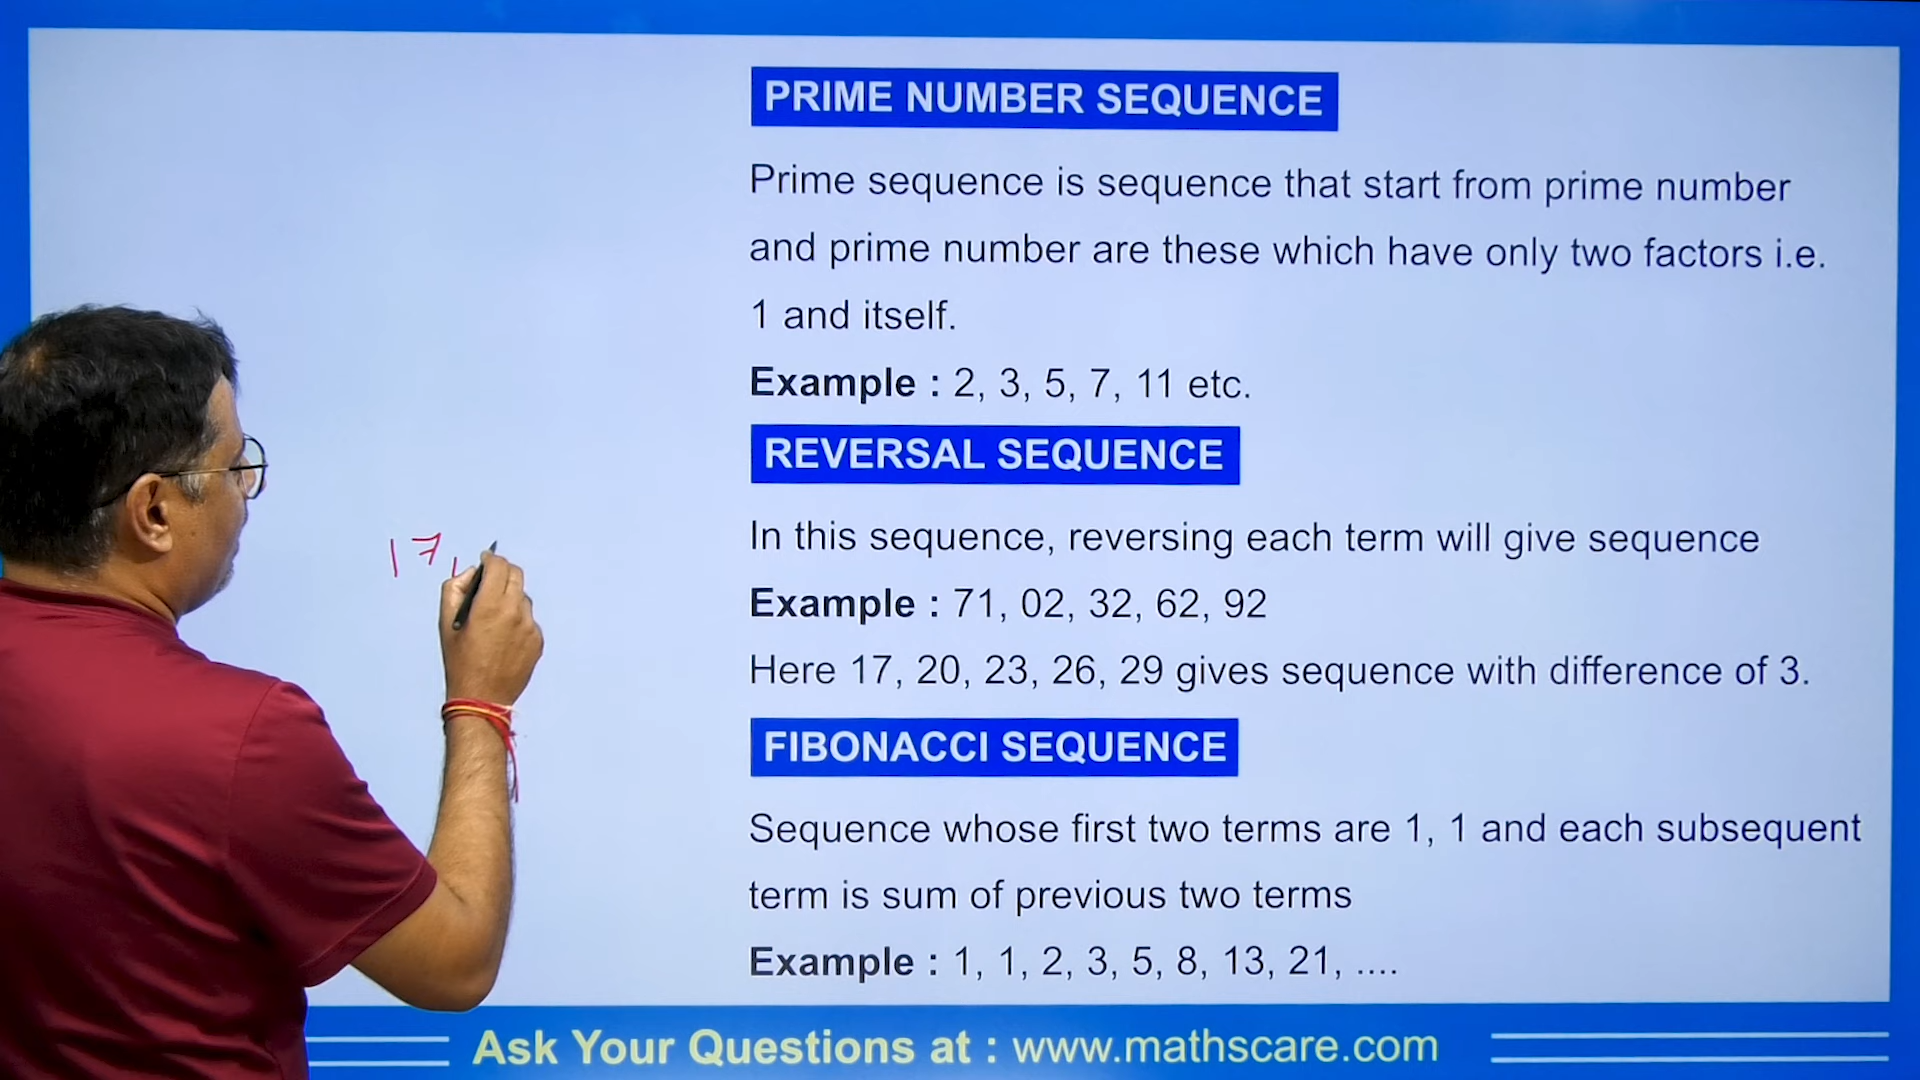 PRIME NUMBER SEQUENCE
Prime sequence is sequence that start from prime number
and prime number are these which have only two factors i.e.
1 and itself.
Example : 2, 3, 5, 7, 11 etc.
REVERSAL SEQUENCE
In this sequence, reversing each term will give sequence
Example : 71, 02, 32, 62, 92
Here 17, 20, 23, 26, 29 gives sequence with difference of 3.
FIBONACCI SEQUENCE
Sequence whose first two terms are 1, 1 and each subsequent
term is sum of previous two terms
Example : 1, 1, 2, 3, 5, 8, 13, 21, ....
17,
Ask Your Questions at : www.mathscare.com